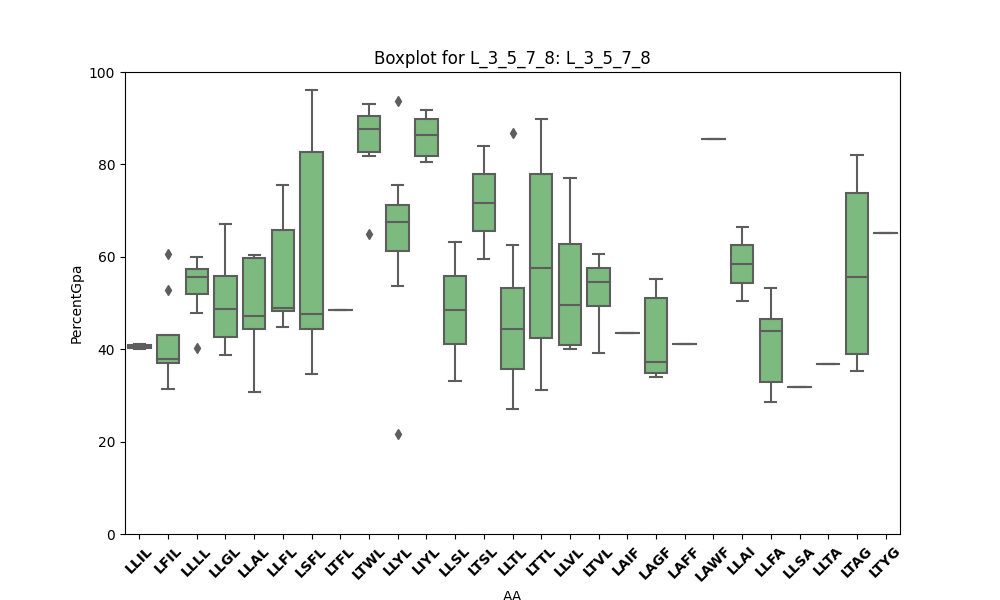 Boxplot for L_3_5_7_8: L_3_5_7_8
100
80
60
40
20
0
PercentGpa
LLIL LFIL LLLL LLGL LLAL LLFL LSFL LTFL LTWL LLYL LIYL LLSL LTSL LLTL LTTL LLVL LTVL LAIF LAGF LAFF LAWF LLAI LLFA LLSA LLTA LTAG LTYG
AA